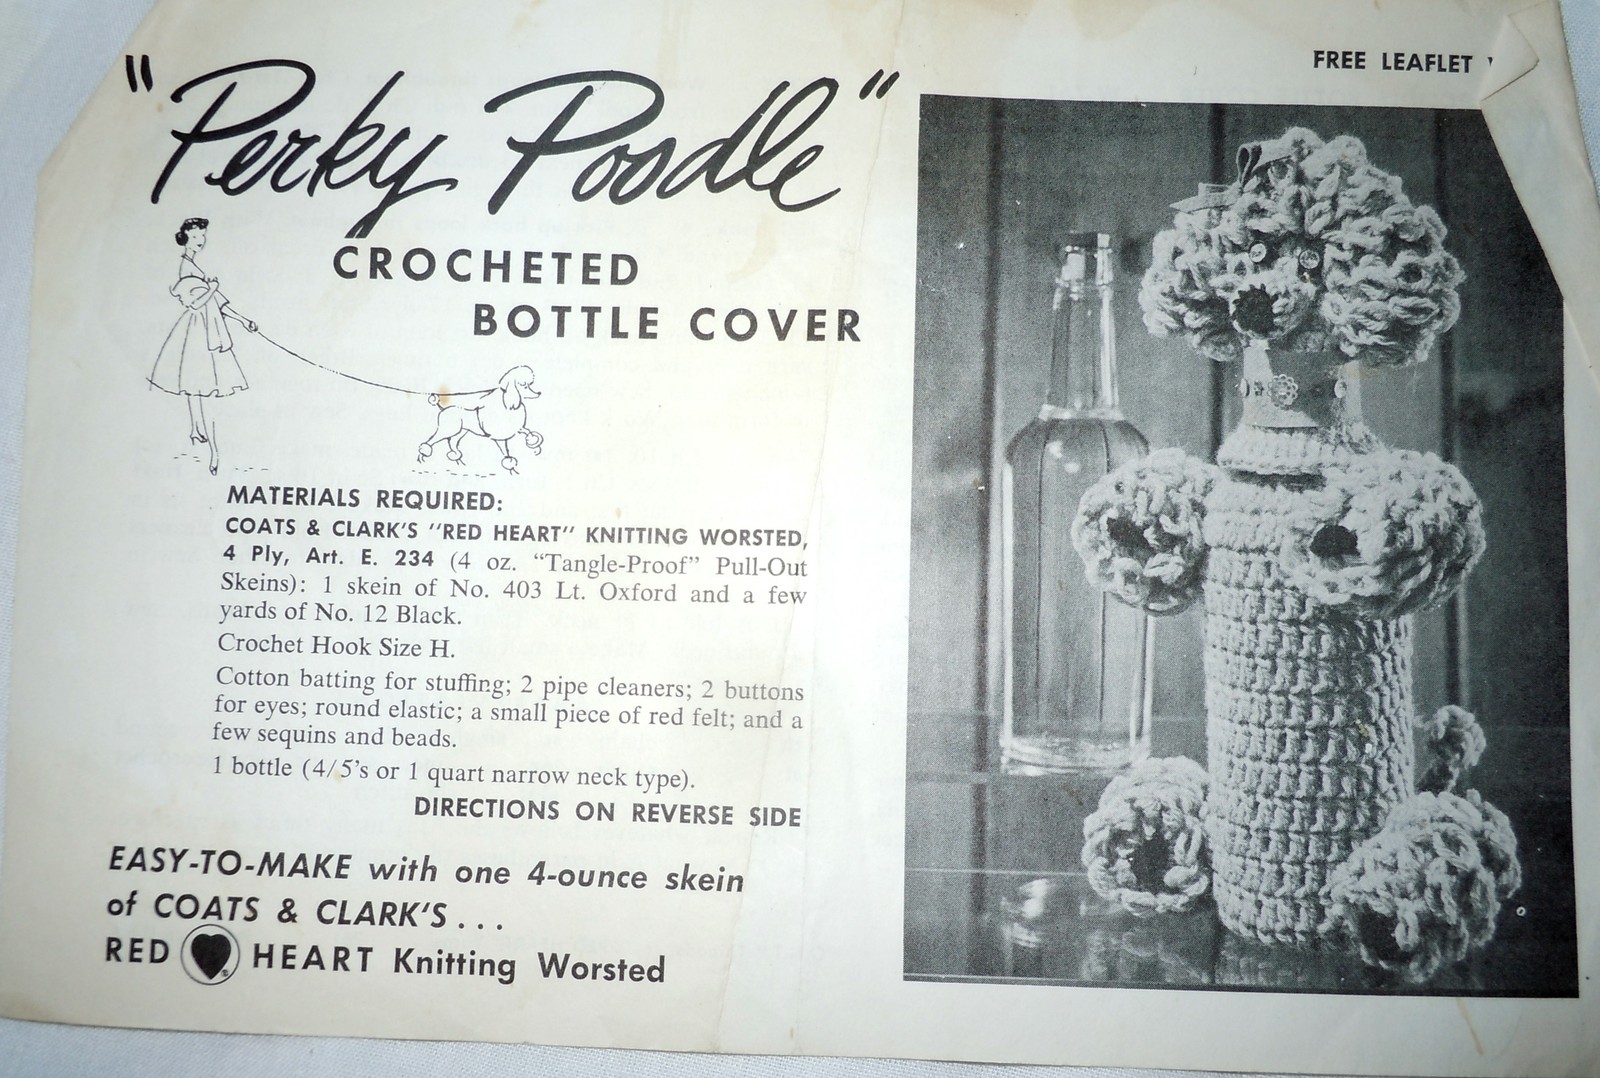 "Perky Poodle"
CROCHETED
BOTTLE COVER
MATERIALS REQUIRED:
COATS & CLARK'S "RED HEART" KNITTING WORSTED,
4 Ply, Art. E. 234 (4 oz. "Tangle-Proof" Pull-Out
Skeins): 1 skein of No. 403 Lt. Oxford and a few
yards of No. 12 Black.
Crochet Hook Size H.
Cotton batting for stuffing; 2 pipe cleaners; 2 buttons
for eyes; round elastic; a small piece of red felt; and a
few sequins and beads.
1 bottle (4/5's or 1 quart narrow neck type).
DIRECTIONS ON REVERSE SIDE
EASY-TO-MAKE with one 4-ounce skein
of COATS & CLARK'S...
RED HEART Knitting Worsted
FREE LEAFLET